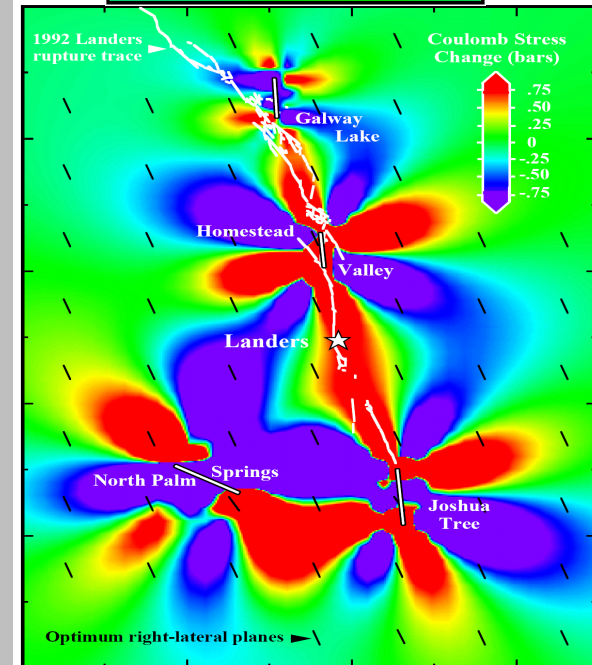 1992 Landers
rupture trace
Coulomb Stress
Change (bars)
.75
.50
.25
0
-.25
-.50
-.75
Galway
Lake
Homestead
Valley
Landers
North Palm
Springs
Joshua
Tree
Optimum right-lateral planes